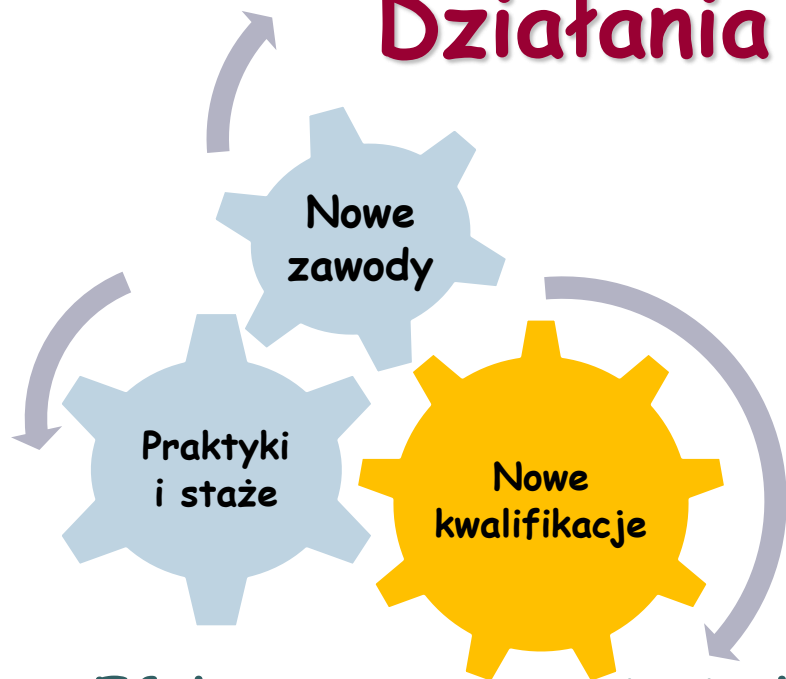 Działania
Nowe
zawody
Praktyki
i staże
Nowe
kwalifikacje